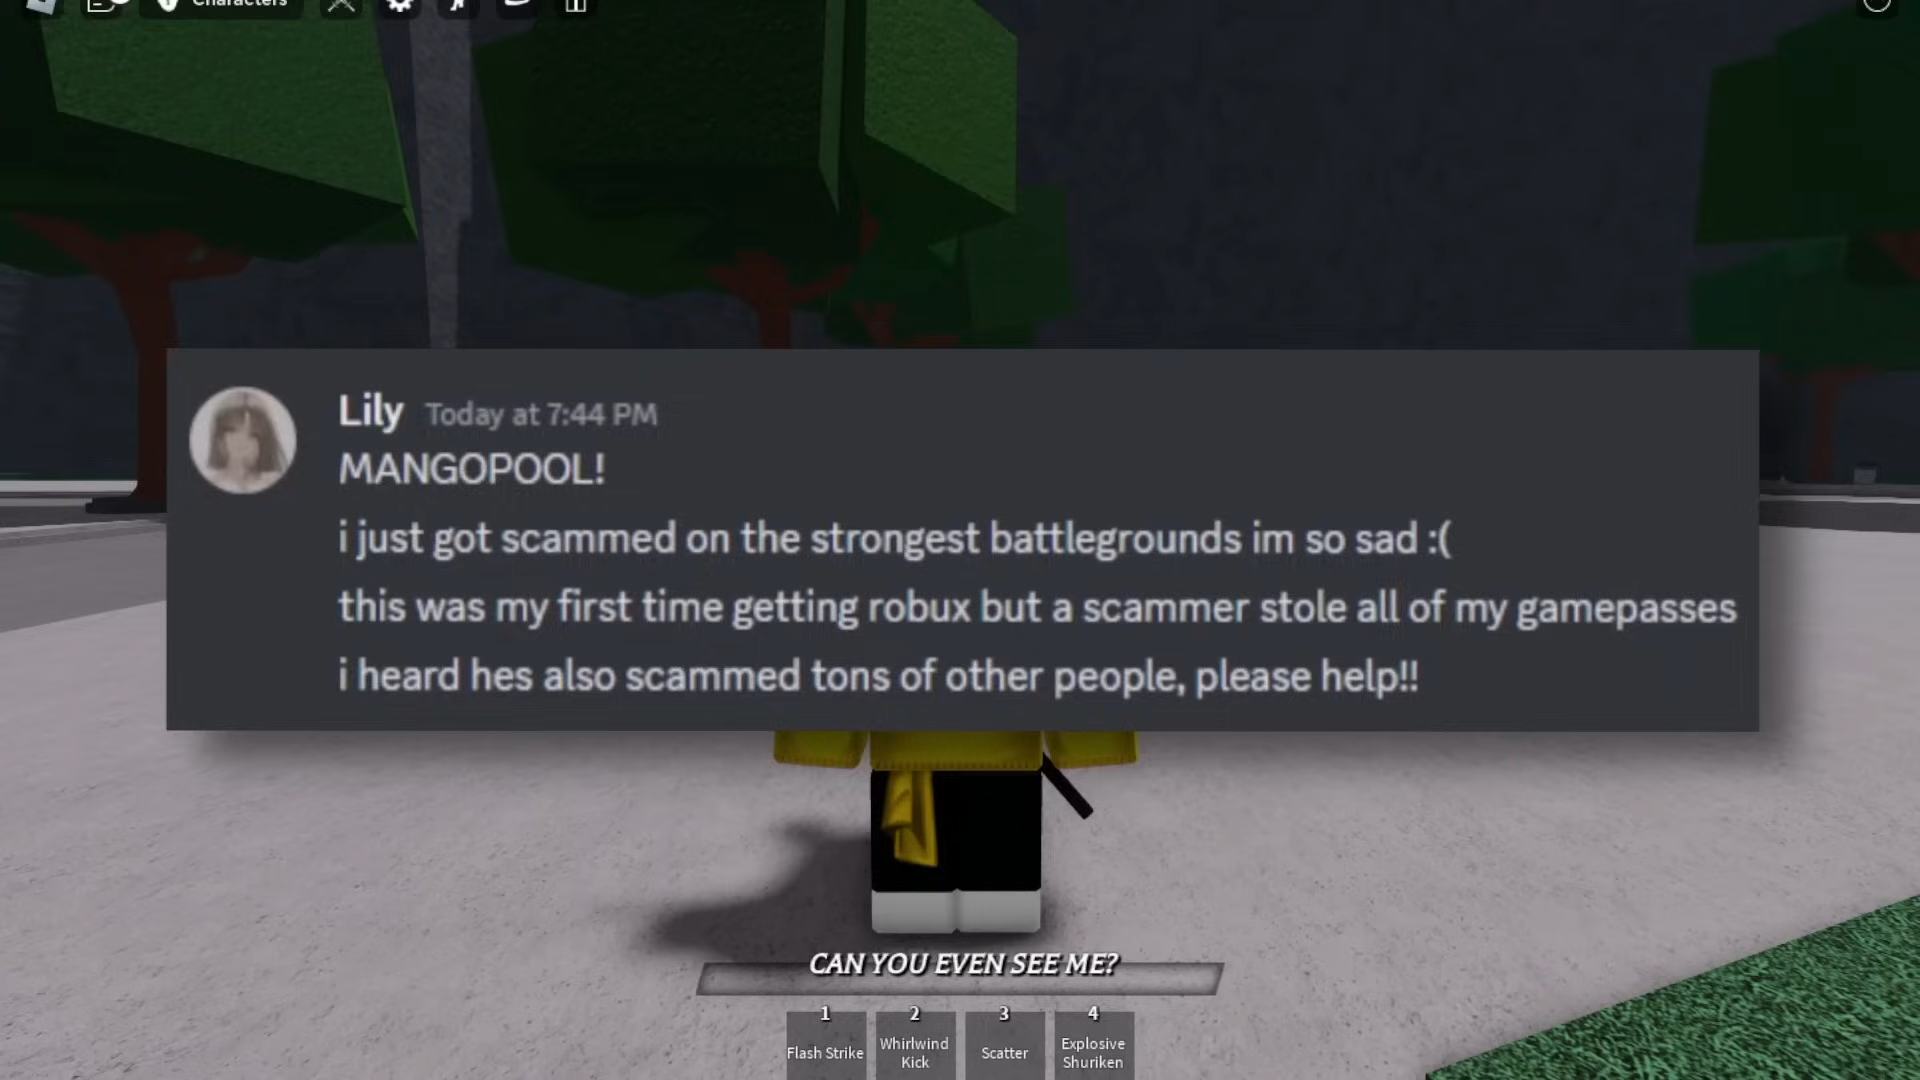 Characters
Lily Today at 7:44 PM
MANGOPOOL!
i just got scammed on the strongest battlegrounds im so sad :(
this was my first time getting robux but a scammer stole all of my gamepasses
i heard hes also scammed tons of other people, please help!!
CAN YOU EVEN SEE ME?
1 2 3 4
Flash Strike
Whirlwind Kick
Scatter
Explosive Shuriken